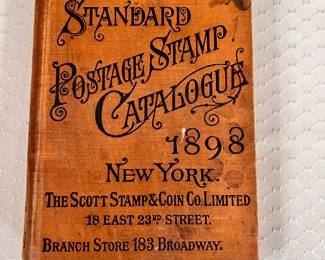 STANDARD
POSTAGE STAMP
CATALOGUE
1898
NEW YORK.
THE SCOTT STAMP & COIN CO. LIMITED
18 EAST 23RD STREET.
BRANCH STORE 183 BROADWAY.